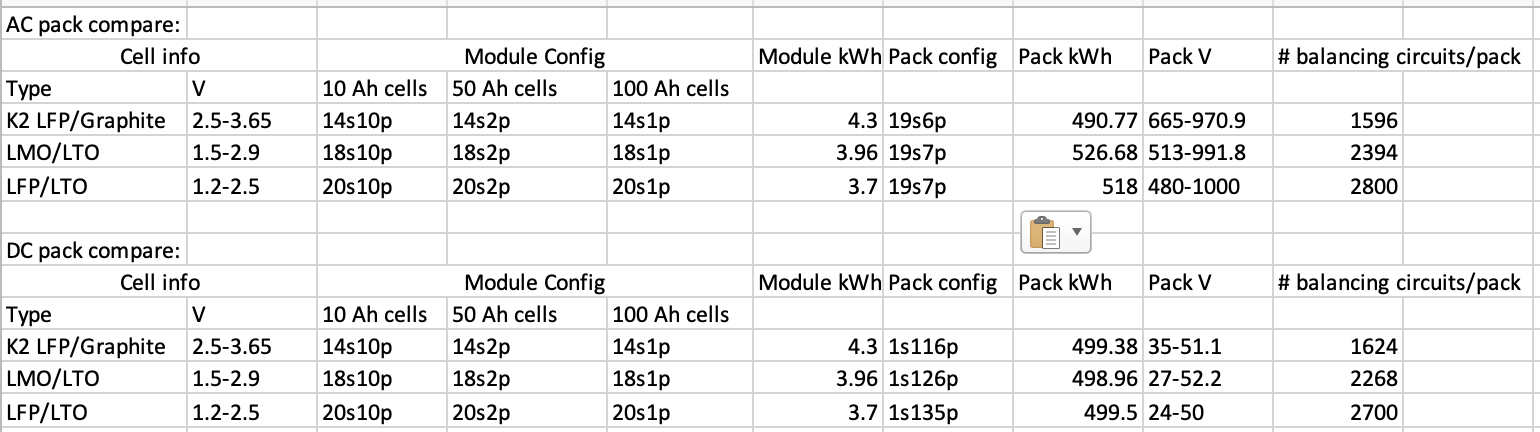 AC pack compare:
Cell info Module Config Module kWh Pack config Pack kWh Pack V # balancing circuits/pack
Type V 10 Ah cells 50 Ah cells 100 Ah cells
K2 LFP/Graphite 2.5-3.65 14s10p 14s2p 14s1p 4.3 19s6p 490.77 665-970.9 1596
LMO/LTO 1.5-2.9 18s10p 18s2p 18s1p 3.96 19s7p 526.68 513-991.8 2394
LFP/LTO 1.2-2.5 20s10p 20s2p 20s1p 3.7 19s7p 518 480-1000 2800
DC pack compare:
Cell info Module Config Module kWh Pack config Pack kWh Pack V # balancing circuits/pack
Type V 10 Ah cells 50 Ah cells 100 Ah cells
K2 LFP/Graphite 2.5-3.65 14s10p 14s2p 14s1p 4.3 1s116p 499.38 35-51.1 1624
LMO/LTO 1.5-2.9 18s10p 18s2p 18s1p 3.96 1s126p 498.96 27-52.2 2268
LFP/LTO 1.2-2.5 20s10p 20s2p 20s1p 3.7 1s135p 499.5 24-50 2700